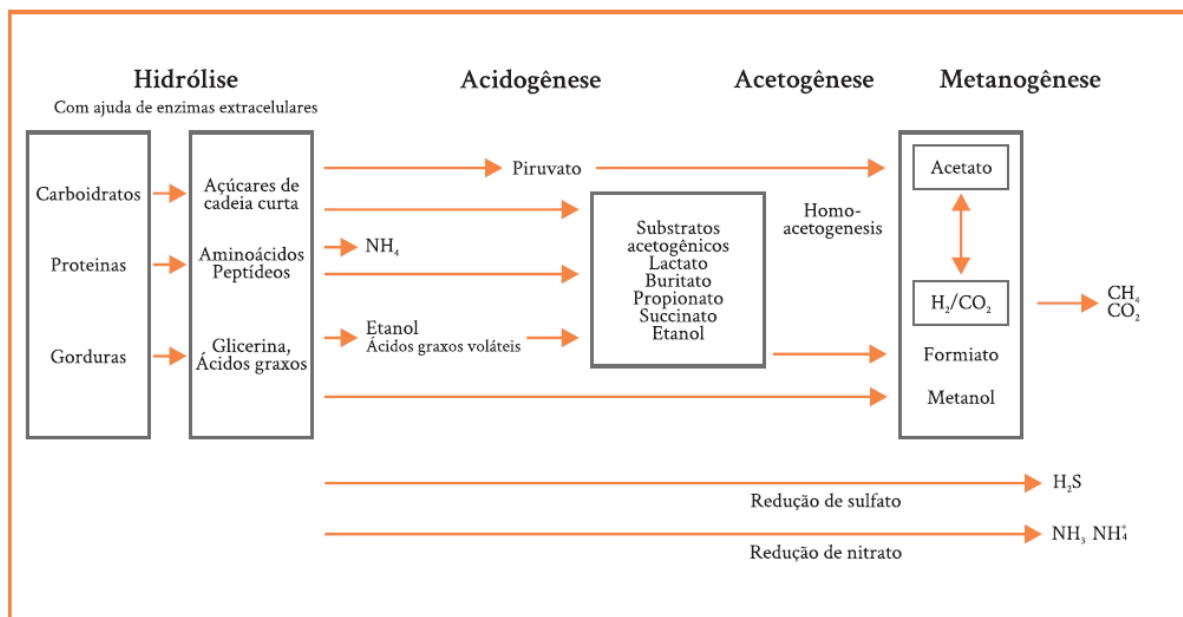 Hidrólise
Com ajuda de enzimas extracelulares
Acidogênese
Acetogênese
Metanogênese
Carboidratos
Proteinas
Gorduras
Açúcares de
cadeia curta
Aminoácidos
Peptídeos
Glicerina,
Ácidos graxos
Piruvato
NH₄
Etanol
Ácidos graxos voláteis
Substratos
acetogênicos
Lactato
Buritato
Propionato
Succinato
Etanol
Homo-
acetogenesis
Acetato
H₂/CO₂
Formiato
Metanol
CH₄
CO₂
Redução de sulfato
H₂S
Redução de nitrato
NH₃ NH₄⁺